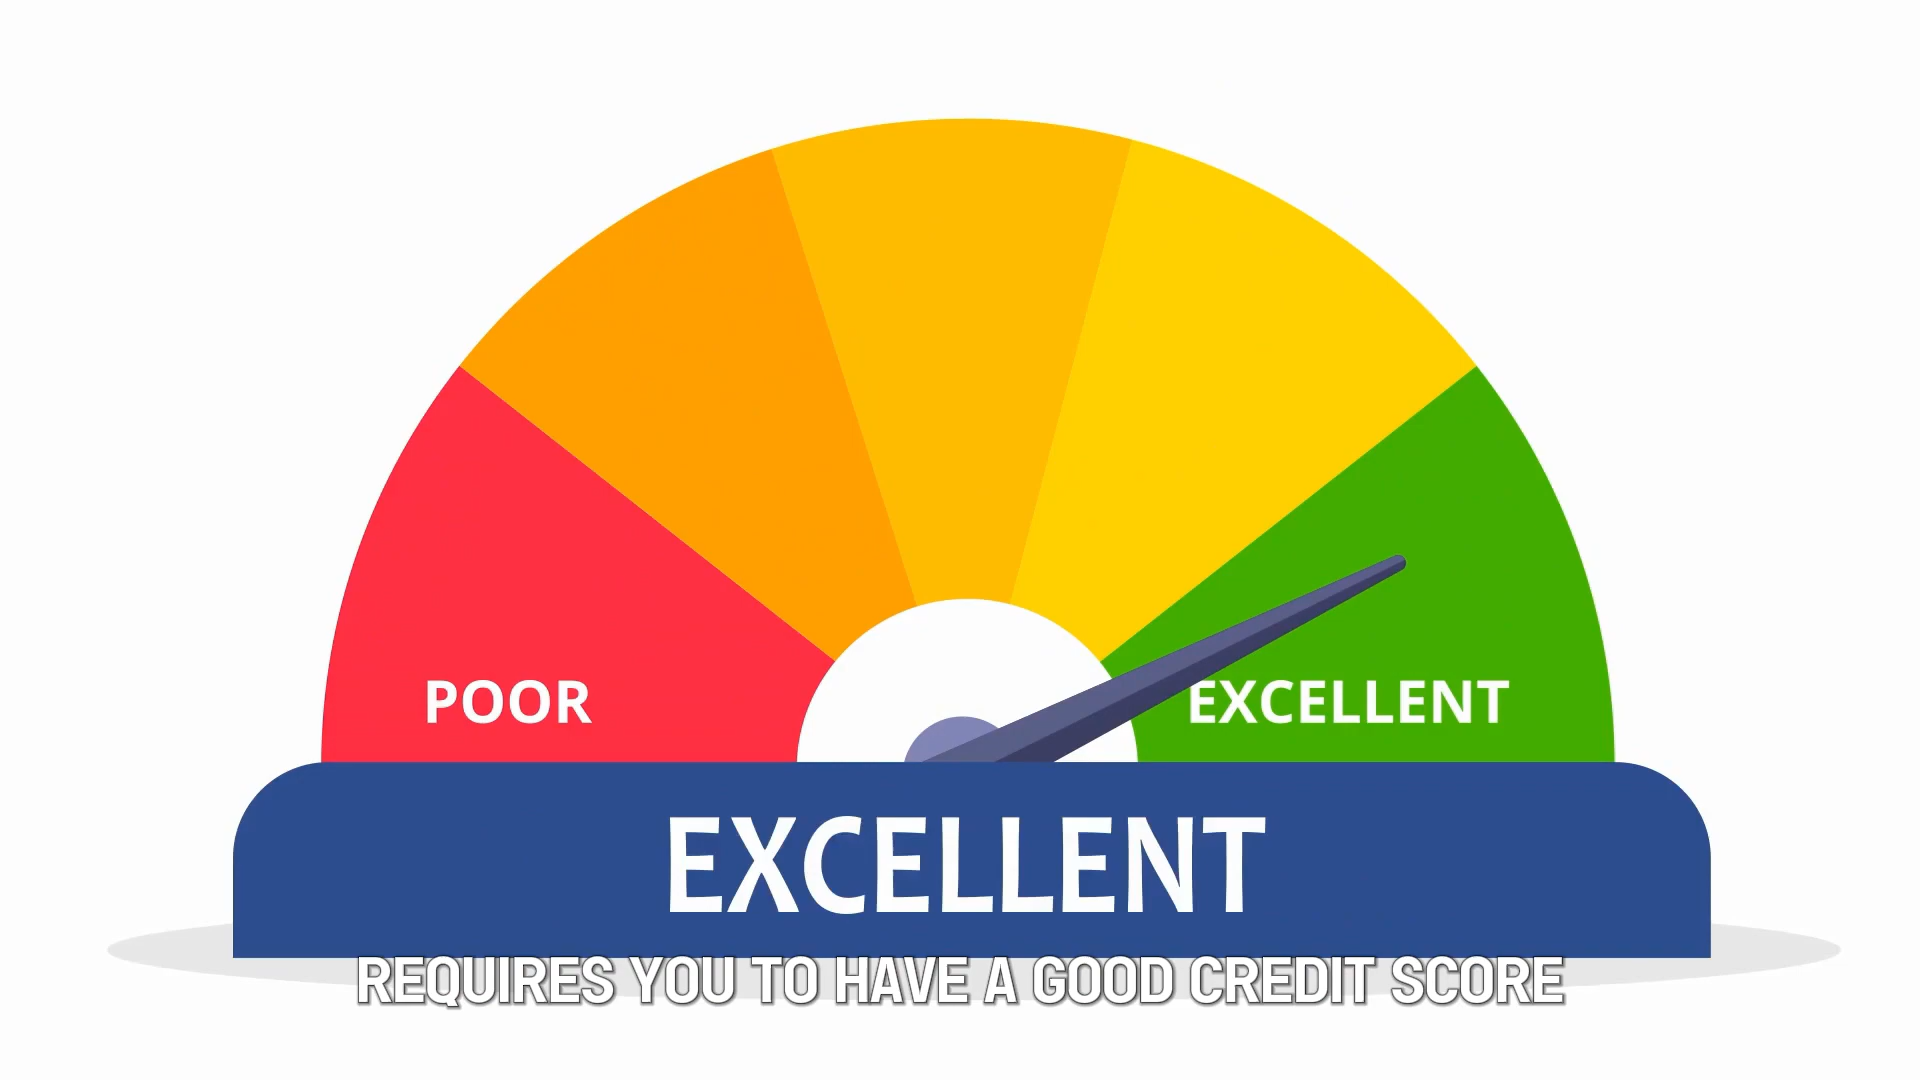 POOR
EXCELLENT
EXCELLENT
REQUIRES YOU TO HAVE A GOOD CREDIT SCORE